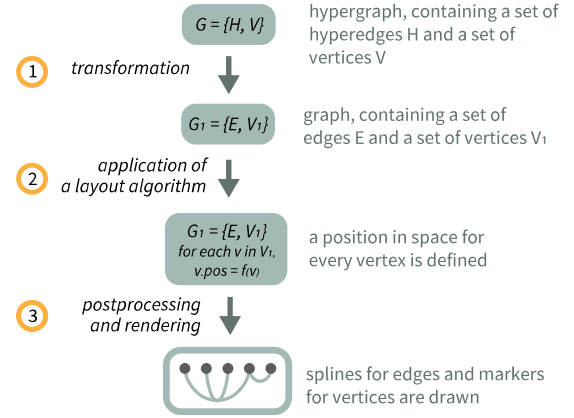 G = {H, V}
hypergraph, containing a set of
hyperedges H and a set of
vertices V
1
transformation
G₁ = {E, V₁}
graph, containing a set of
edges E and a set of vertices V₁
2
application of
a layout algorithm
G₁ = {E, V₁}
for each v in V₁,
v.pos = f(v)
a position in space for
every vertex is defined
3
postprocessing
and rendering
splines for edges and markers
for vertices are drawn